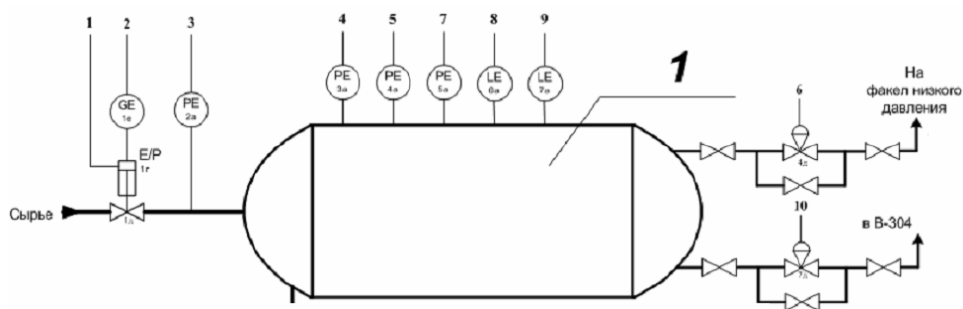 1 2 3 4 5 7 8 9
PE 3а
PE 4а
PE 5а
LE 6а
LE 7а
1
6
На
факел низкого
давления
GE 1е
PE 2а
E/P
1г
4д
Сырье
1д
10
в В-304
7д